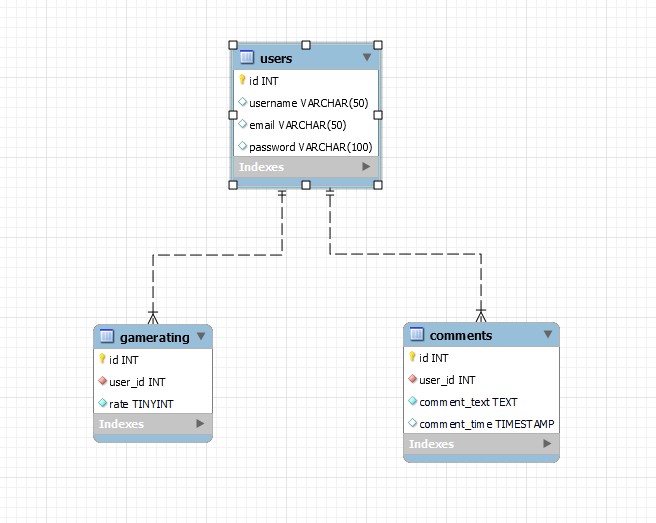 users
id INT
username VARCHAR(50)
email VARCHAR(50)
password VARCHAR(100)
Indexes
gamerating
id INT
user_id INT
rate TINYINT
Indexes
comments
id INT
user_id INT
comment_text TEXT
comment_time TIMESTAMP
Indexes